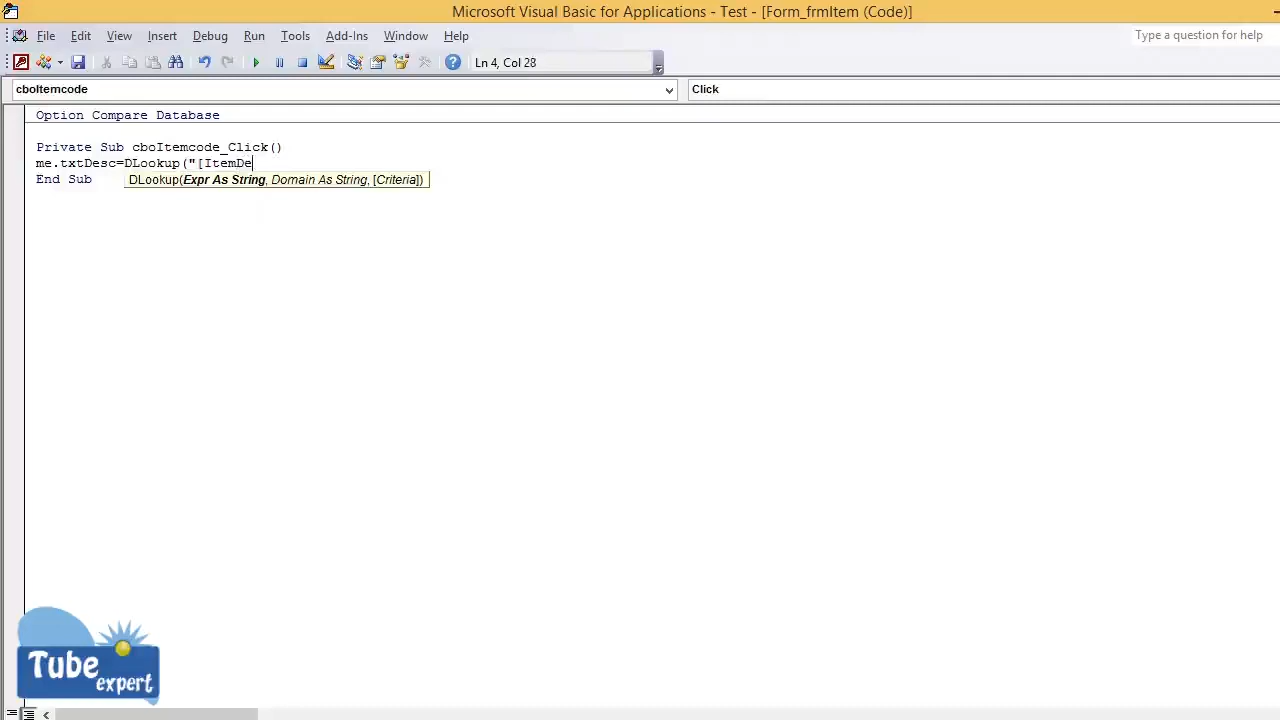 Microsoft Visual Basic for Applications - Test - [Form_frmItem (Code)]
File Edit View Insert Debug Run Tools Add-Ins Window Help Type a question for help
Ln 4, Col 28
cboItemcode Click
Option Compare Database
Private Sub cboItemcode_Click()
me.txtDesc=DLookup("[ItemDe
End Sub
DLookup(Expr As String, Domain As String, [Criteria])
Tube
expert